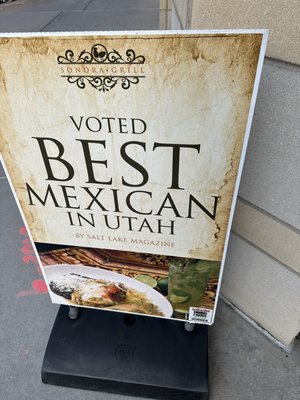 SONORA GRILL
VOTED
BEST
MEXICAN
IN UTAH
- BY SALT LAKE MAGAZINE